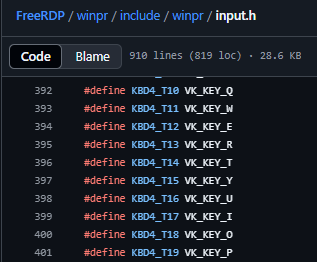 FreeRDP / winpr / include / winpr / input.h
Code Blame 910 lines (819 loc) · 28.6 KB
392 #define KBD4_T10 VK_KEY_Q
393 #define KBD4_T11 VK_KEY_W
394 #define KBD4_T12 VK_KEY_E
395 #define KBD4_T13 VK_KEY_R
396 #define KBD4_T14 VK_KEY_T
397 #define KBD4_T15 VK_KEY_Y
398 #define KBD4_T16 VK_KEY_U
399 #define KBD4_T17 VK_KEY_I
400 #define KBD4_T18 VK_KEY_O
401 #define KBD4_T19 VK_KEY_P